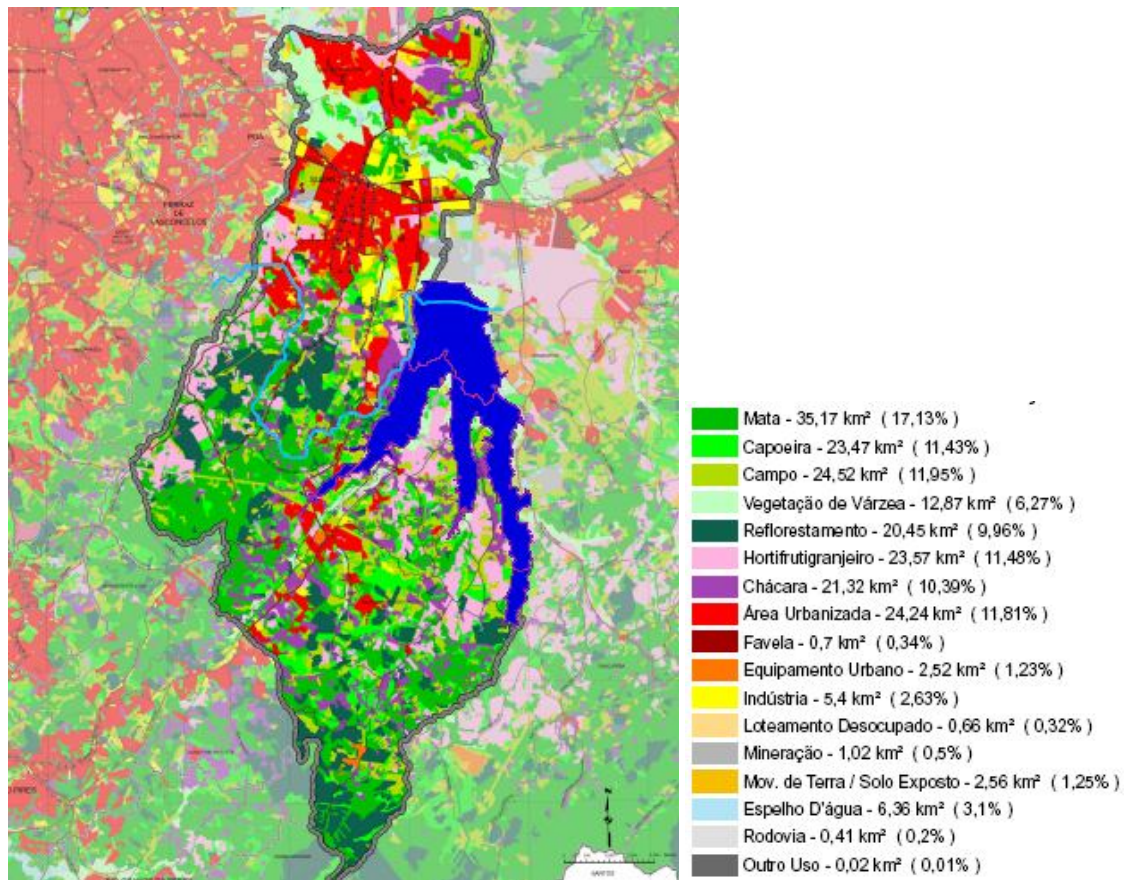 POÁ
FERRAZ
DE
VASCONCELOS
SANTOS
Mata - 35,17 km² ( 17,13% )
Capoeira - 23,47 km² ( 11,43% )
Campo - 24,52 km² ( 11,95% )
Vegetação de Várzea - 12,87 km² ( 6,27% )
Reflorestamento - 20,45 km² ( 9,96% )
Hortifrutigranjeiro - 23,57 km² ( 11,48% )
Chácara - 21,32 km² ( 10,39% )
Área Urbanizada - 24,24 km² ( 11,81% )
Favela - 0,7 km² ( 0,34% )
Equipamento Urbano - 2,52 km² ( 1,23% )
Indústria - 5,4 km² ( 2,63% )
Loteamento Desocupado - 0,66 km² ( 0,32% )
Mineração - 1,02 km² ( 0,5% )
Mov. de Terra / Solo Exposto - 2,56 km² ( 1,25% )
Espelho D'água - 6,36 km² ( 3,1% )
Rodovia - 0,41 km² ( 0,2% )
Outro Uso - 0,02 km² ( 0,01% )